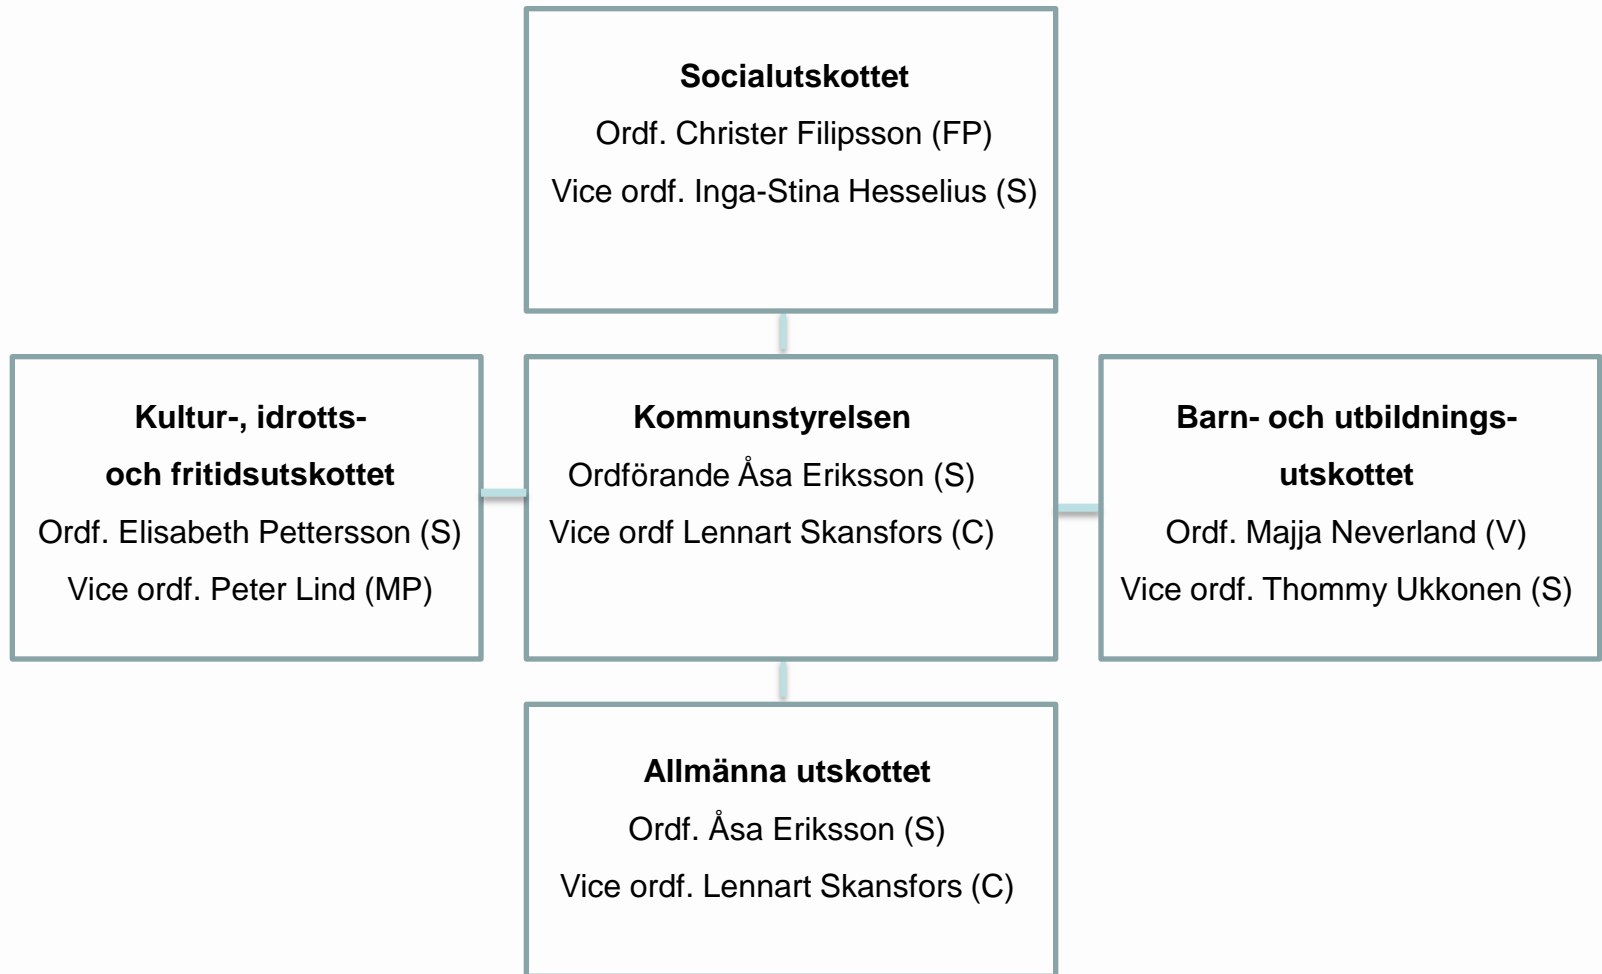 Socialutskottet
Ordf. Christer Filipsson (FP)
Vice ordf. Inga-Stina Hesselius (S)
Kultur-, idrotts-
och fritidsutskottet
Ordf. Elisabeth Pettersson (S)
Vice ordf. Peter Lind (MP)
Kommunstyrelsen
Ordförande Åsa Eriksson (S)
Vice ordf Lennart Skansfors (C)
Barn- och utbildnings-
utskottet
Ordf. Majja Neverland (V)
Vice ordf. Thommy Ukkonen (S)
Allmänna utskottet
Ordf. Åsa Eriksson (S)
Vice ordf. Lennart Skansfors (C)